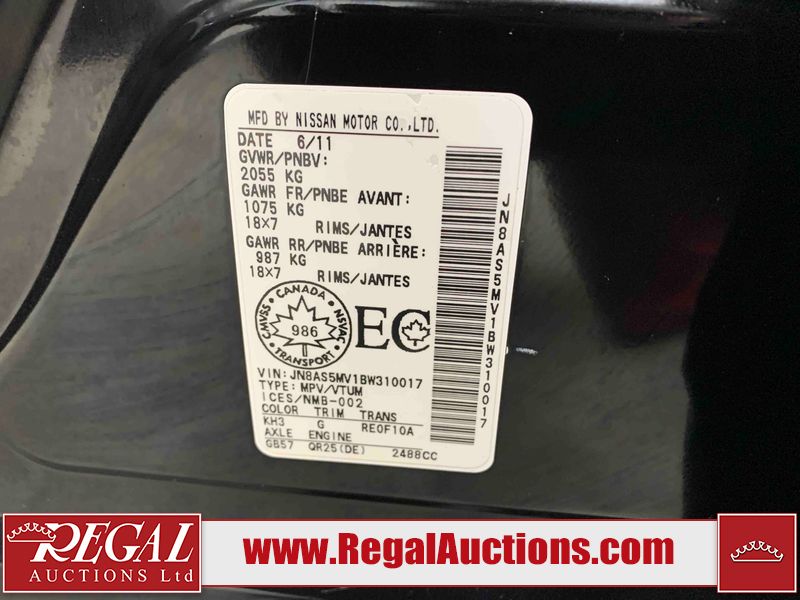 MFD BY NISSAN MOTOR CO.,LTD.
DATE 6/11
GVWR/PNBV:
2055 KG
GAWR FR/PNBE AVANT:
1075 KG
18×7 RIMS/JANTES
GAWR RR/PNBE ARRIÈRE:
987 KG
18×7 RIMS/JANTES
CANADA
CMVSS
NSVAC
986
TRANSPORT
EC
VIN: JN8AS5MV1BW310017
TYPE: MPV/VTUM
ICES/NMB-002
COLOR TRIM TRANS
KH3 G RE0F10A
AXLE ENGINE
GB57 QR25(DE) 2488CC
JN8AS5MV1BW310017
REGAL
AUCTIONS Ltd
www.RegalAuctions.com